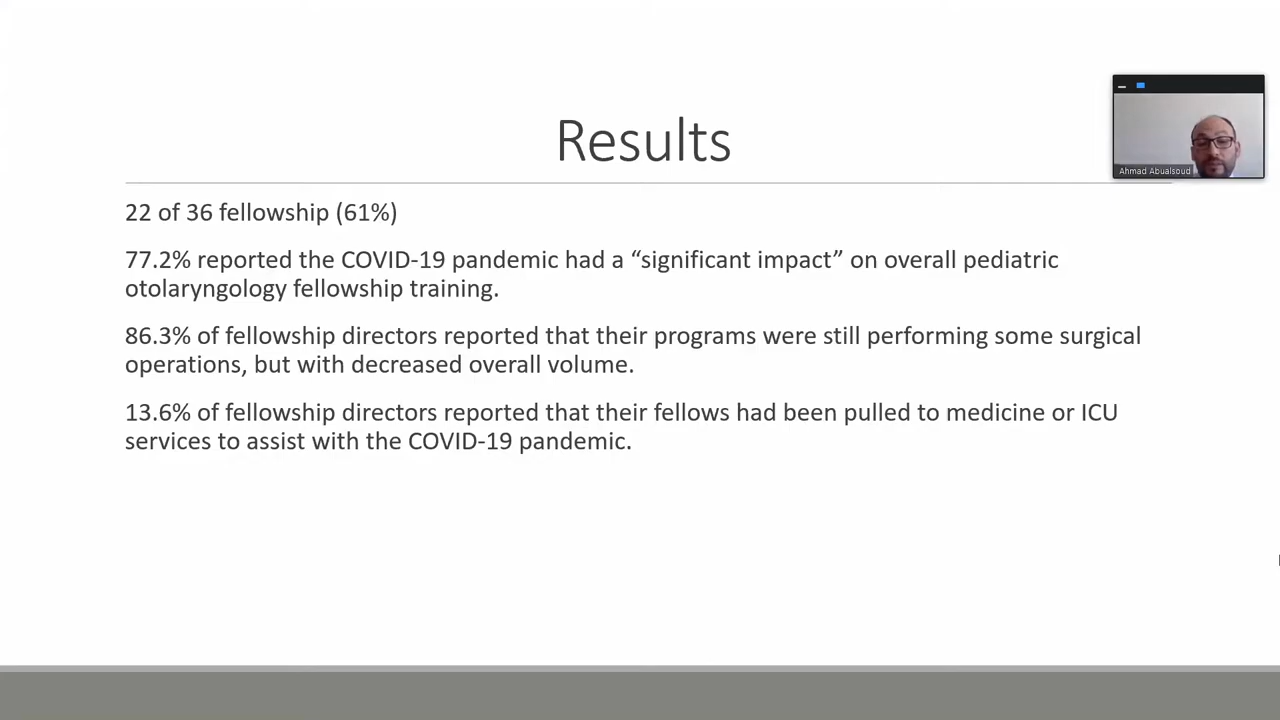 Results
Ahmad Abualsoud
22 of 36 fellowship (61%)
77.2% reported the COVID-19 pandemic had a “significant impact” on overall pediatric
otolaryngology fellowship training.
86.3% of fellowship directors reported that their programs were still performing some surgical
operations, but with decreased overall volume.
13.6% of fellowship directors reported that their fellows had been pulled to medicine or ICU
services to assist with the COVID-19 pandemic.